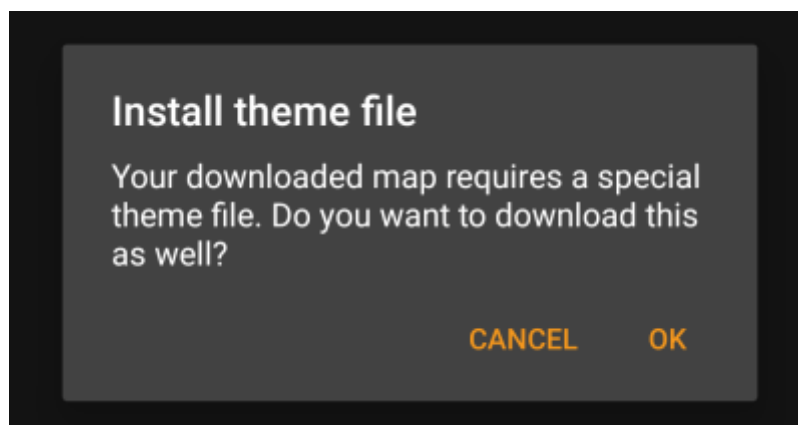 Install theme file
Your downloaded map requires a special
theme file. Do you want to download this
as well?
CANCEL OK